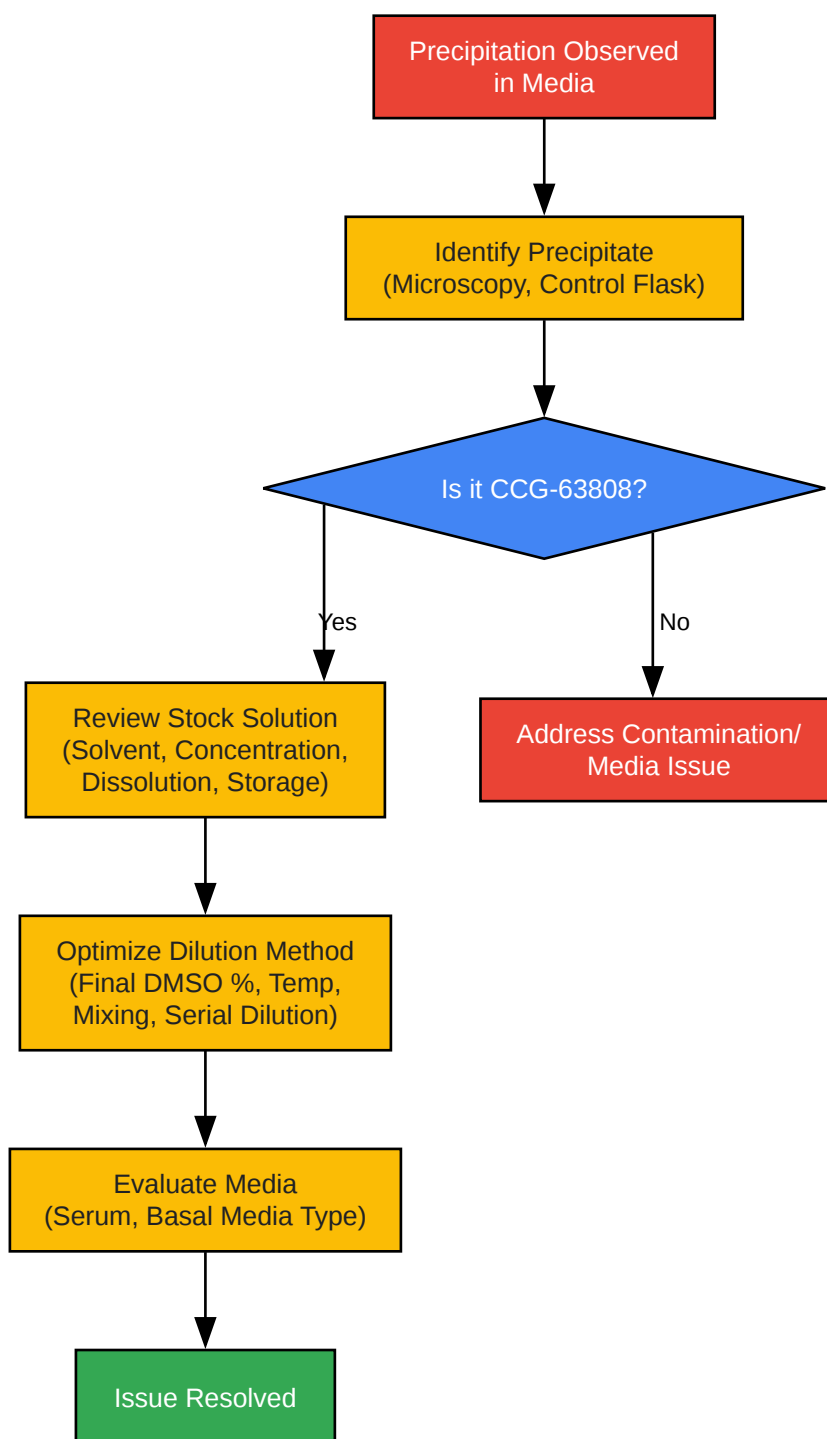 Precipitation Observed
in Media
Identify Precipitate
(Microscopy, Control Flask)
Is it CCG-63808?
Yes
No
Review Stock Solution
(Solvent, Concentration,
Dissolution, Storage)
Address Contamination/
Media Issue
Optimize Dilution Method
(Final DMSO %, Temp,
Mixing, Serial Dilution)
Evaluate Media
(Serum, Basal Media Type)
Issue Resolved